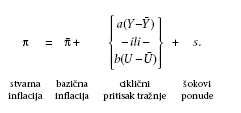 a(Y−Ȳ)
π = π̄ + − ili − + s.
b(U−Ū)
stvarna bazična ciklični šokovi
inflacija inflacija pritisak tražnje ponude